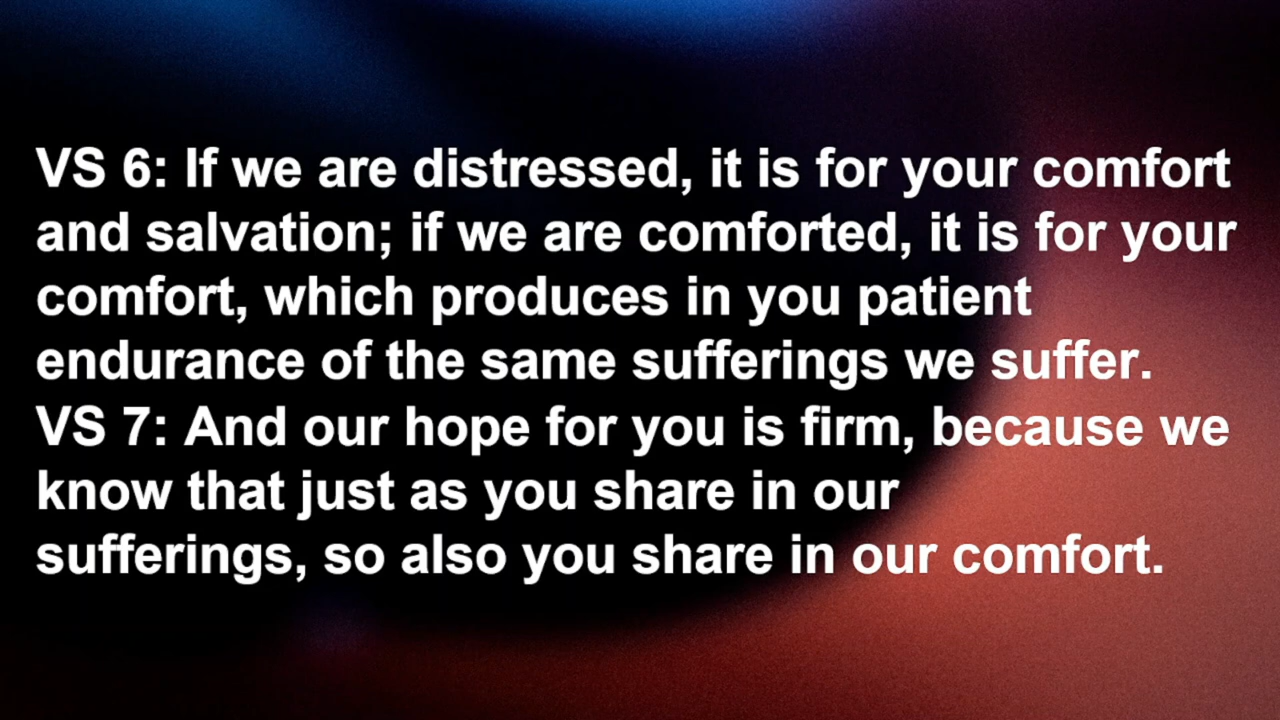 VS 6: If we are distressed, it is for your comfort
and salvation; if we are comforted, it is for your
comfort, which produces in you patient
endurance of the same sufferings we suffer.
VS 7: And our hope for you is firm, because we
know that just as you share in our
sufferings, so also you share in our comfort.